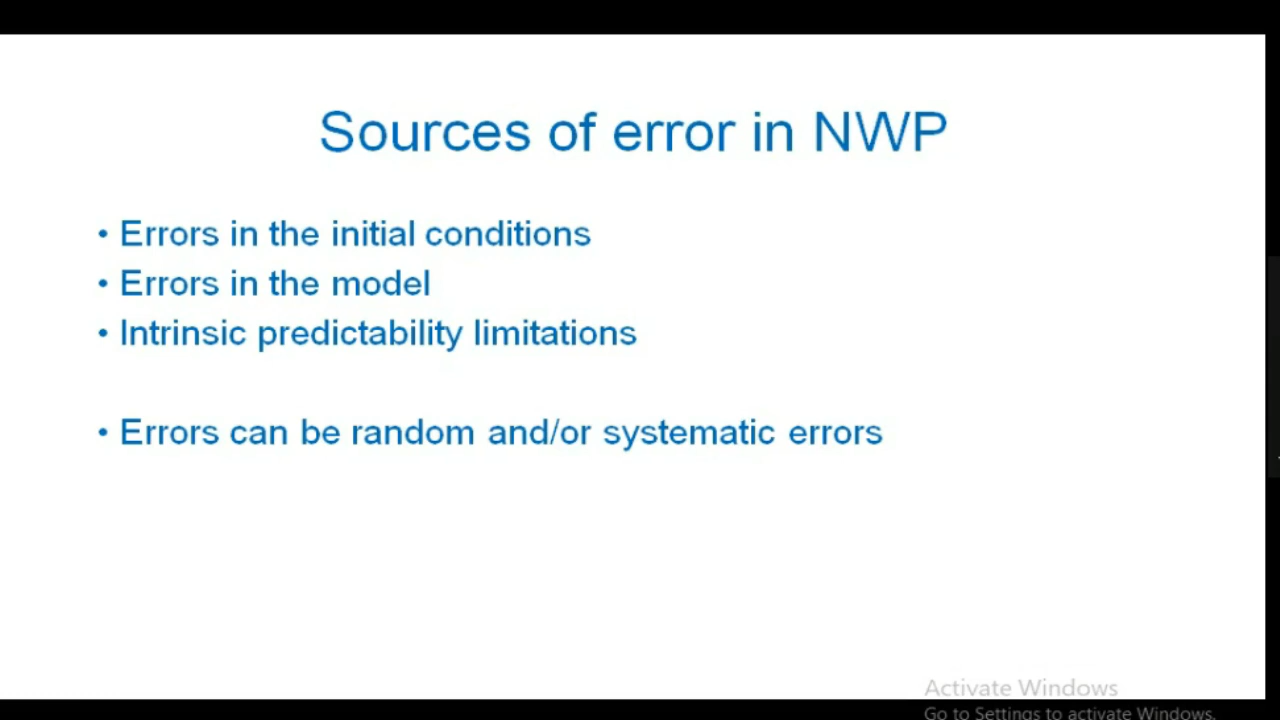 Sources of error in NWP
• Errors in the initial conditions
• Errors in the model
• Intrinsic predictability limitations
• Errors can be random and/or systematic errors
Activate Windows
Go to Settings to activate Windows.